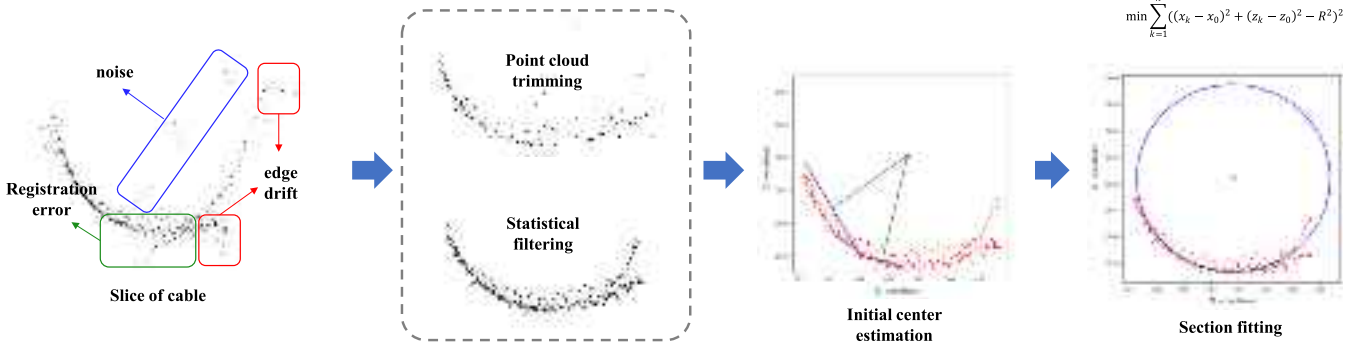 noise
Registration
error
edge
drift
Slice of cable
Point cloud
trimming
Statistical
filtering
Initial center
estimation
min ∑ ((x_k − x_0)^2 + (z_k − z_0)^2 − R^2)^2
k=1
Section fitting